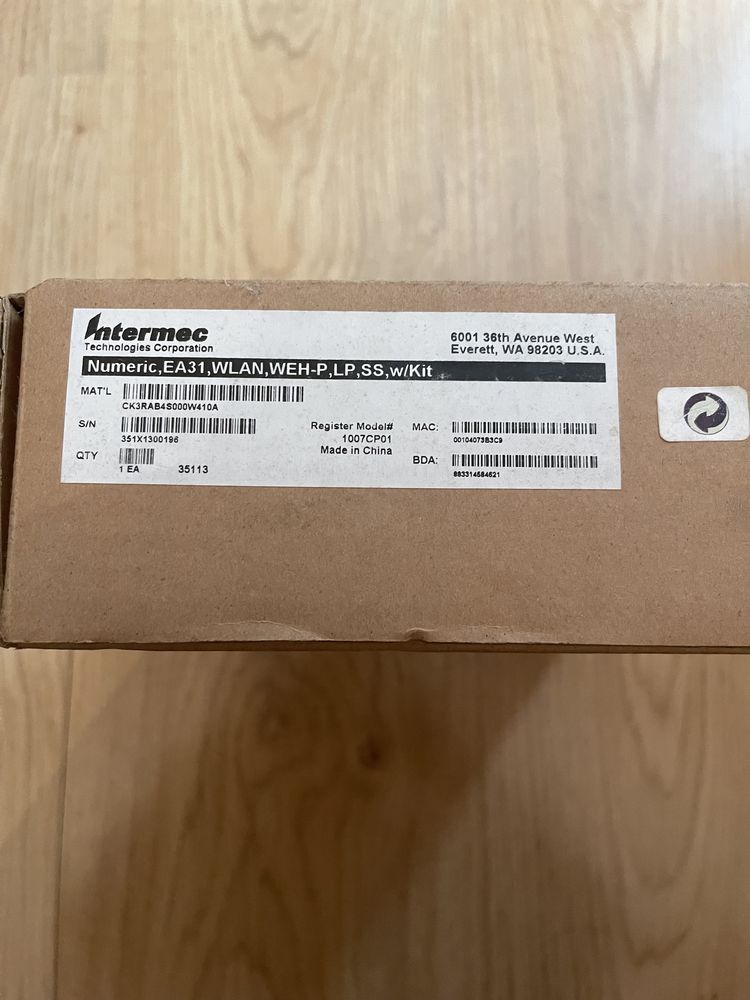 Intermec
Technologies Corporation
6001 36th Avenue West
Everett, WA 98203 U.S.A.
Numeric,EA31,WLAN,WEH-P,LP,SS,w/Kit
MAT'L
CK3RAB4S000W410A
S/N
351X1300196
Register Model#
1007CP01
Made in China
MAC:
00104073B3C9
QTY
1 EA
35113
BDA:
883314584621